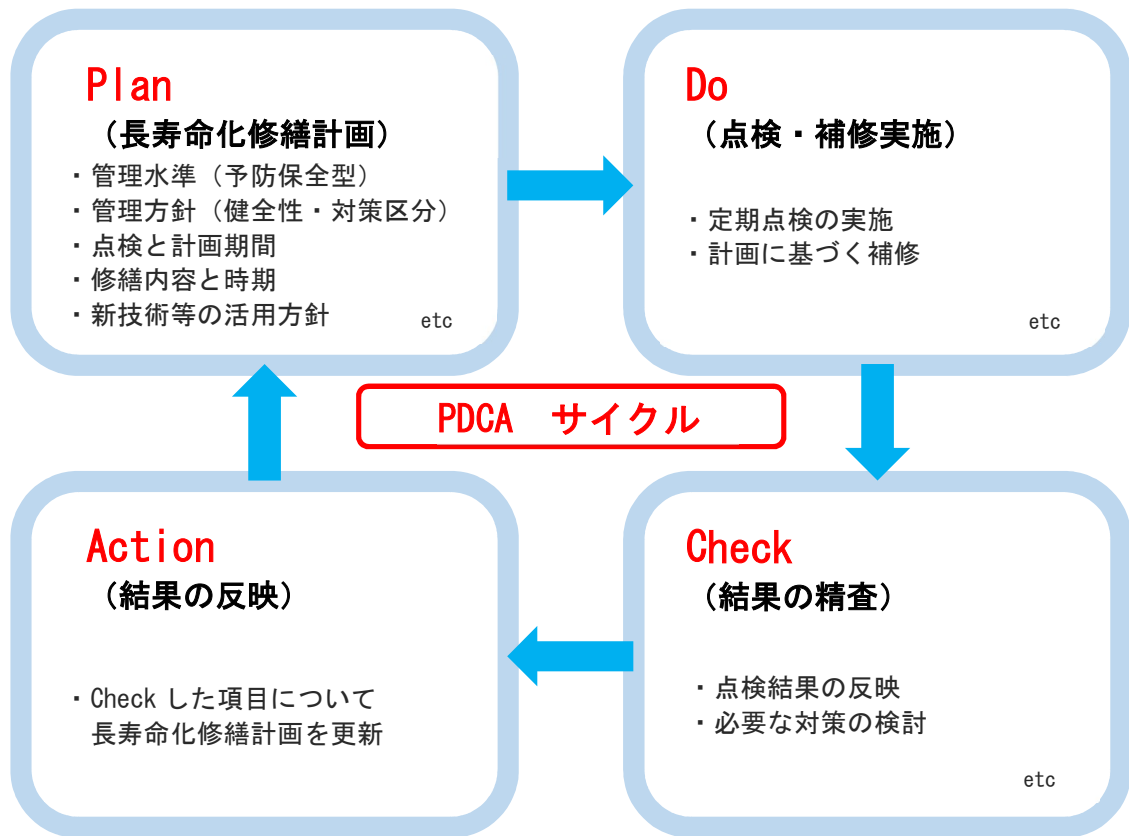 Plan
（長寿命化修繕計画）
・管理水準（予防保全型）
・管理方針（健全性・対策区分）
・点検と計画期間
・修繕内容と時期
・新技術等の活用方針
etc
Do
（点検・補修実施）
・定期点検の実施
・計画に基づく補修
etc
PDCA　サイクル
Action
（結果の反映）
・Check した項目について
長寿命化修繕計画を更新
Check
（結果の精査）
・点検結果の反映
・必要な対策の検討
etc